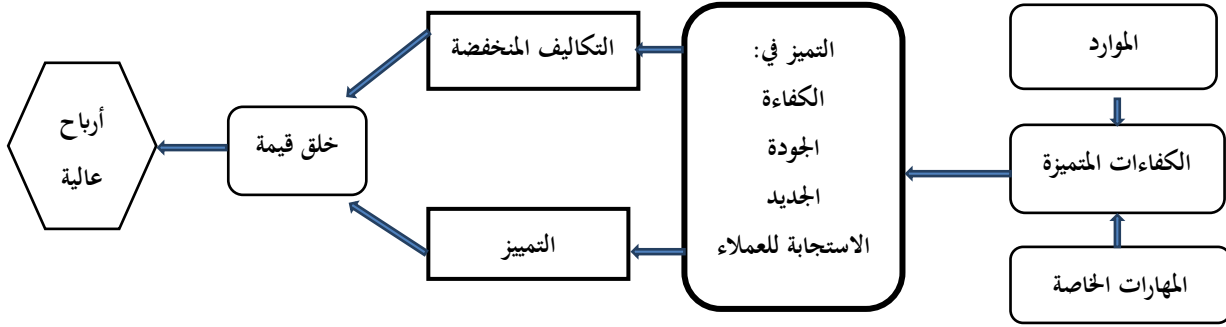 الموارد
الكفاءات المتميزة
المهارات الخاصة
التميز في:
الكفاءة
الجودة
الجديد
الاستجابة للعملاء
التكاليف المنخفضة
التمييز
خلق قيمة
أرباح
عالية